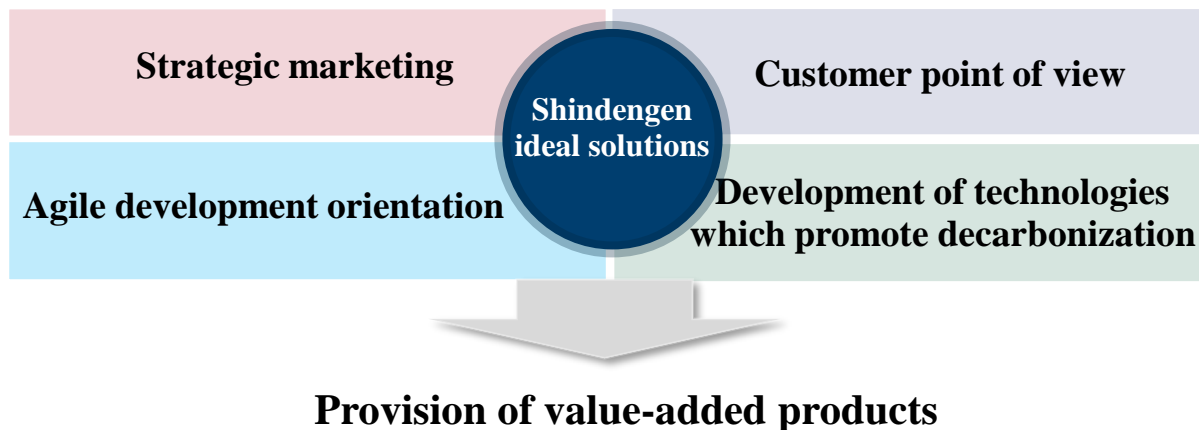 Strategic marketing
Customer point of view
Shindengen
ideal solutions
Agile development orientation
Development of technologies
which promote decarbonization
Provision of value-added products